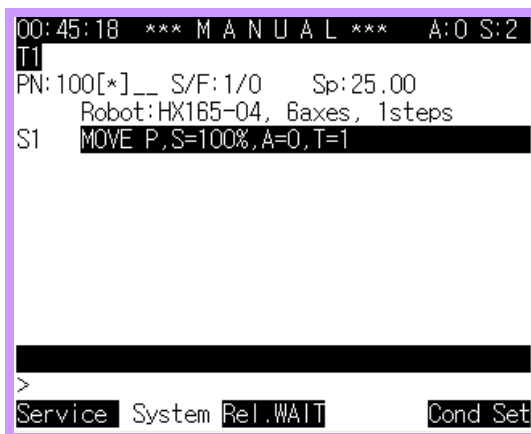 00:45:18 *** M A N U A L *** A:0 S:2
T1
PN:100[*]__ S/F:1/0 Sp:25.00
Robot:HX165-04, 6axes, 1steps
S1 MOVE P,S=100%,A=0,T=1
>
Service System Rel.WAIT Cond Set